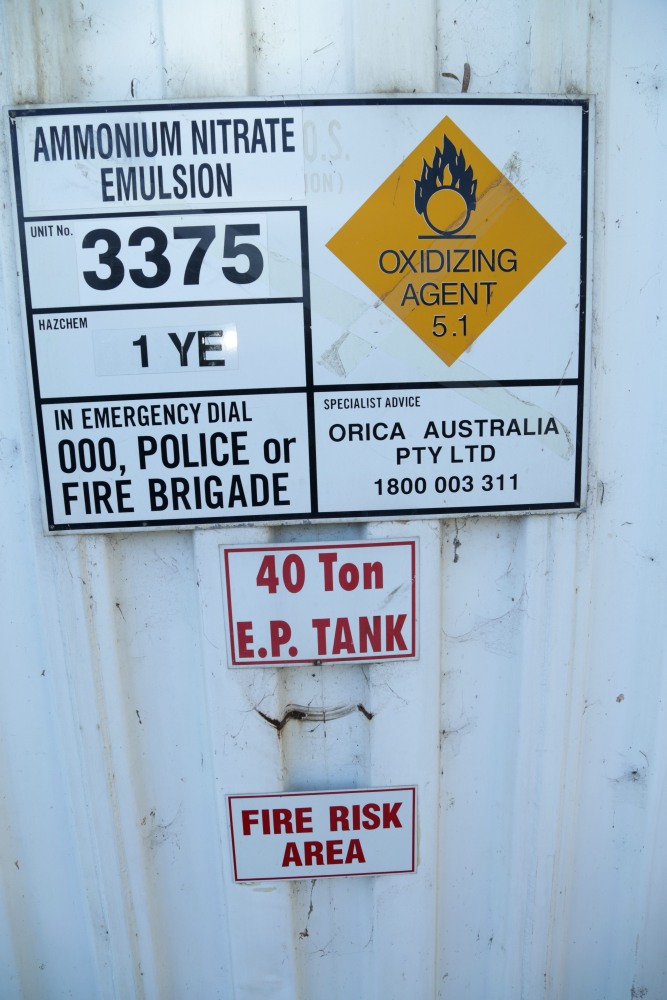 AMMONIUM NITRATE
EMULSION
O.S.
ION)
UNIT No.
3375
HAZCHEM
1 YE
IN EMERGENCY DIAL
000, POLICE or
FIRE BRIGADE
OXIDIZING
AGENT
5.1
SPECIALIST ADVICE
ORICA AUSTRALIA
PTY LTD
1800 003 311
40 Ton
E.P. TANK
FIRE RISK
AREA